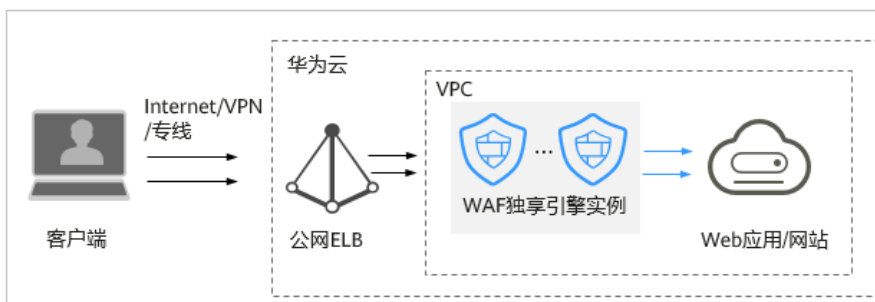 华为云
VPC
Internet/VPN
/专线
...
WAF独享引擎实例
客户端
公网ELB
Web应用/网站